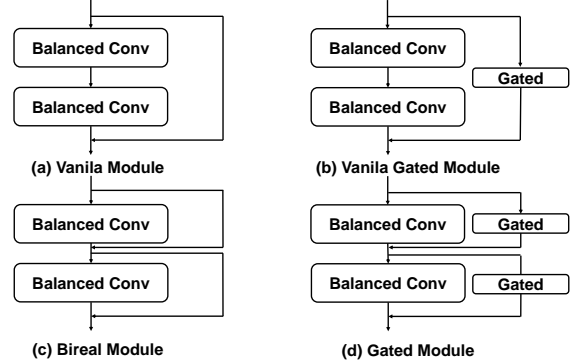 Balanced Conv
Balanced Conv
(a) Vanila Module
Balanced Conv
Gated
Balanced Conv
(b) Vanila Gated Module
Balanced Conv
Balanced Conv
(c) Bireal Module
Balanced Conv
Gated
Balanced Conv
Gated
(d) Gated Module